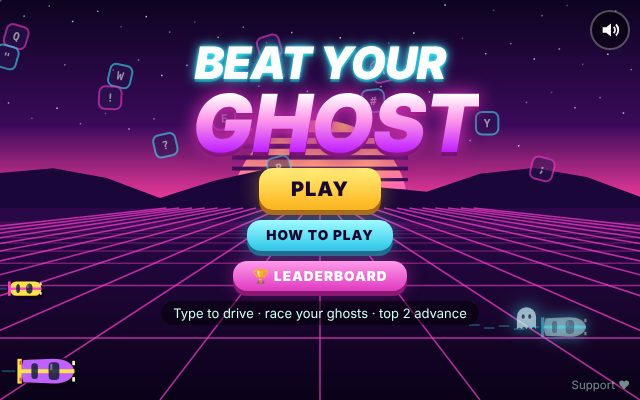 Q
"
W
!
?
#
Y
;
BEAT YOUR
GHOST
PLAY
HOW TO PLAY
🏆 LEADERBOARD
Type to drive · race your ghosts · top 2 advance
Support ♥